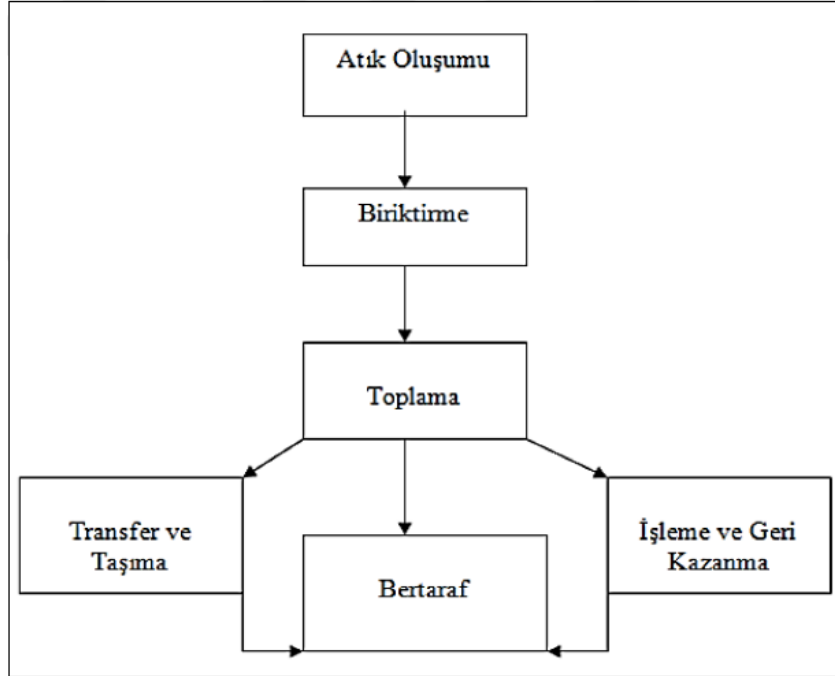 Atık Oluşumu
Biriktirme
Toplama
Transfer ve
Taşıma
Bertaraf
İşleme ve Geri
Kazanma